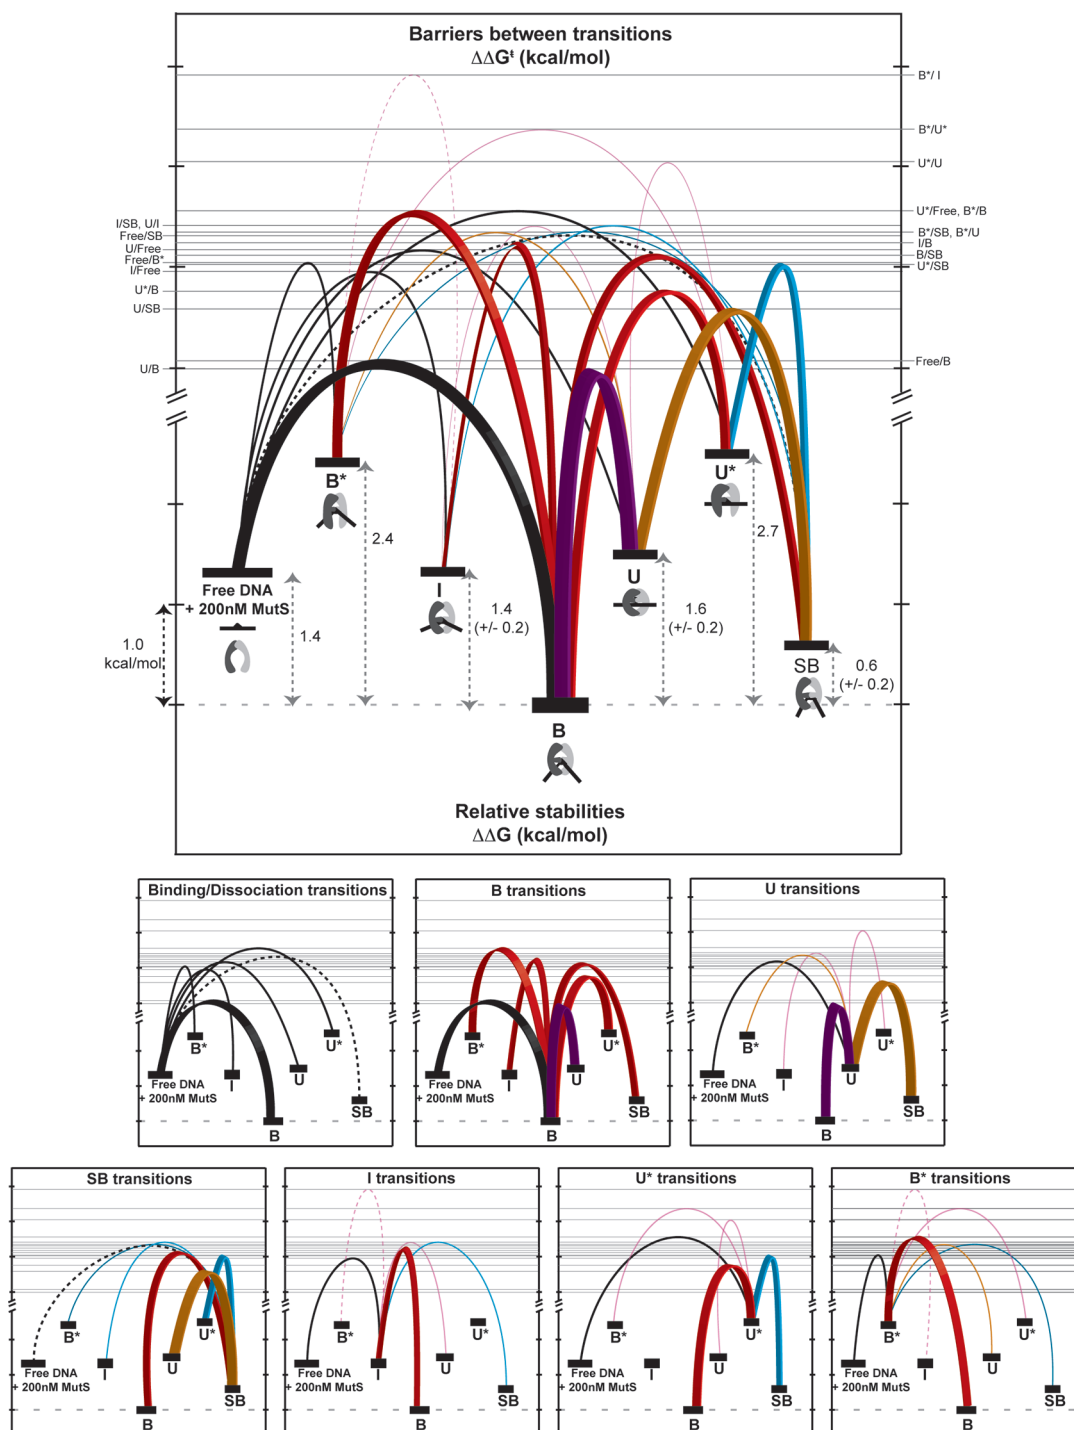 Barriers between transitions
ΔΔG‡ (kcal/mol)
B*/ I
B*/U*
U*/U
U*/Free, B*/B
B*/SB, B*/U
I/B
B/SB
U*/SB
Free/B
I/SB, U/I
Free/SB
U/Free
Free/B*
I/Free
U*/B
U/SB
U/B
B*
U*
I
U
Free DNA
+ 200nM MutS
SB
B
1.0
kcal/mol
1.4
2.4
1.4
(+/- 0.2)
1.6
(+/- 0.2)
2.7
0.6
(+/- 0.2)
Relative stabilities
ΔΔG (kcal/mol)
Binding/Dissociation transitions
B*
U*
I
U
Free DNA
+ 200nM MutS
SB
B
B transitions
B*
U*
I
U
Free DNA
+ 200nM MutS
SB
B
U transitions
B*
U*
I
U
Free DNA
+ 200nM MutS
SB
B
SB transitions
B*
U*
I
U
Free DNA
+ 200nM MutS
SB
B
I transitions
B*
U*
I
U
Free DNA
+ 200nM MutS
SB
B
U* transitions
B*
U*
I
U
Free DNA
+ 200nM MutS
SB
B
B* transitions
B*
U*
I
U
Free DNA
+ 200nM MutS
SB
B